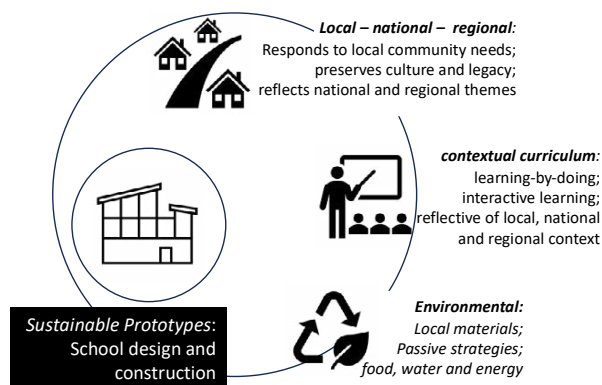 Local – national – regional:
Responds to local community needs;
preserves culture and legacy;
reflects national and regional themes
contextual curriculum:
learning-by-doing;
interactive learning;
reflective of local, national
and regional context
Environmental:
Local materials;
Passive strategies;
food, water and energy
Sustainable Prototypes:
School design and
construction